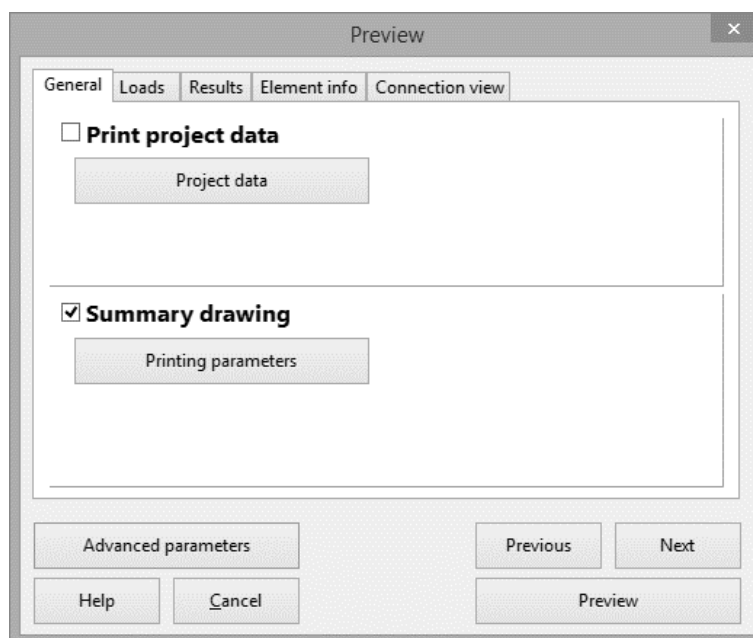 Preview
General Loads Results Element info Connection view
Print project data
Project data
Summary drawing
Printing parameters
Advanced parameters Previous Next
Help Cancel Preview